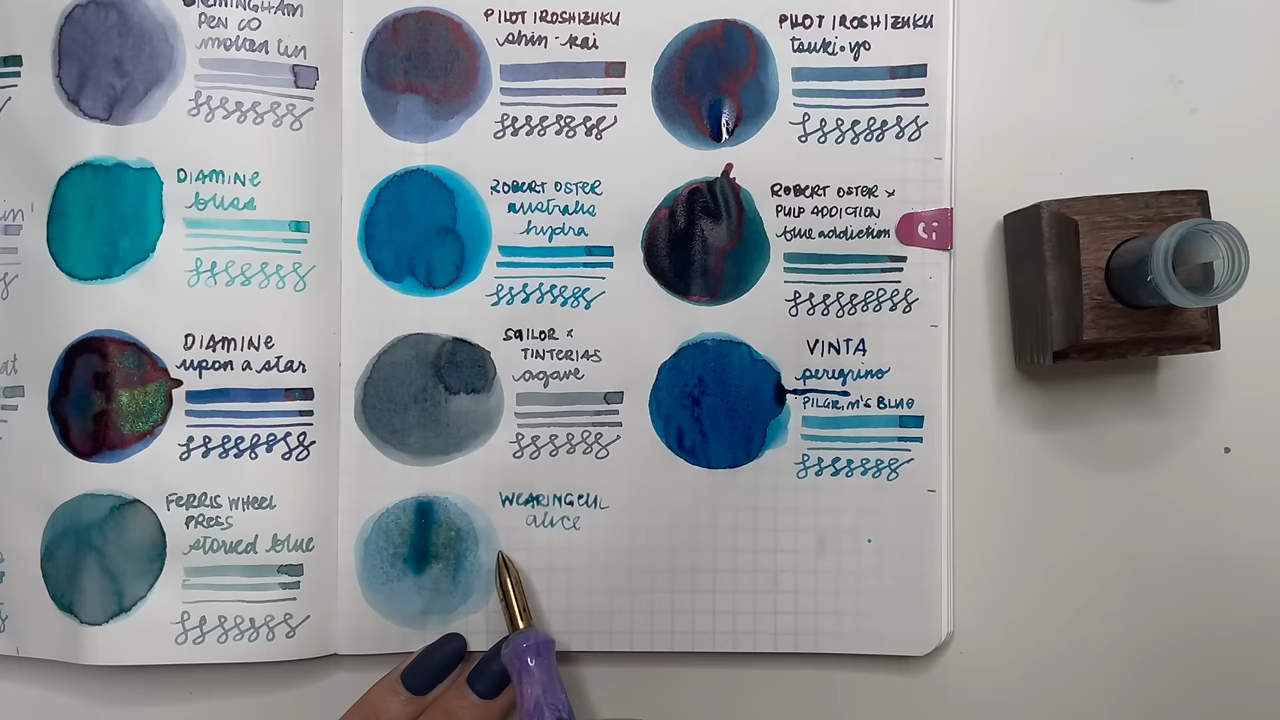 BIRMINGHAM
PEN CO
molten tin
DIAMINE
bliss
DIAMINE
upon a star
FERRIS WHEEL
PRESS
storied blue
PILOT IROSHIZUKU
shin-kai
ROBERT OSTER
australis
hydra
SAILOR ×
TINTERIAS
agave
WEARINGEUL
alice
PILOT IROSHIZUKU
tsuki-yo
ROBERT OSTER ×
PULP ADDICTION
blue addiction
VINTA
peregrino
PILGRIM'S BLUE